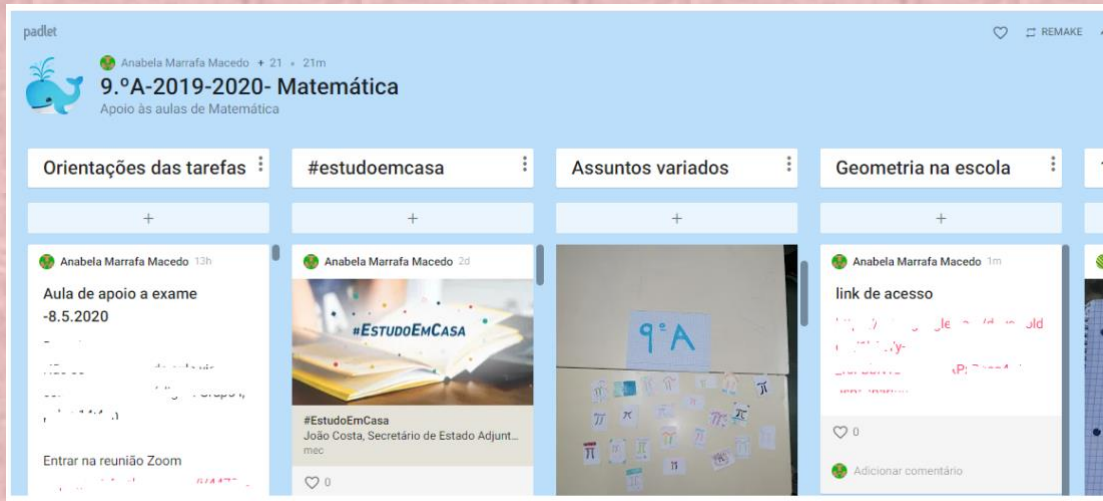 padlet
REMAKE
Anabela Marrafa Macedo + 21 • 21m
9.ºA-2019-2020- Matemática
Apoio às aulas de Matemática
Orientações das tarefas
#estudoemcasa
Assuntos variados
Geometria na escola
+
+
+
+
Anabela Marrafa Macedo 13h
Aula de apoio a exame
-8.5.2020
Entrar na reunião Zoom
Anabela Marrafa Macedo 2d
#ESTUDOEMCASA
#EstudoEmCasa
João Costa, Secretário de Estado Adjunt...
mec
0
9ºA
Anabela Marrafa Macedo 1m
link de acesso
0
Adicionar comentário